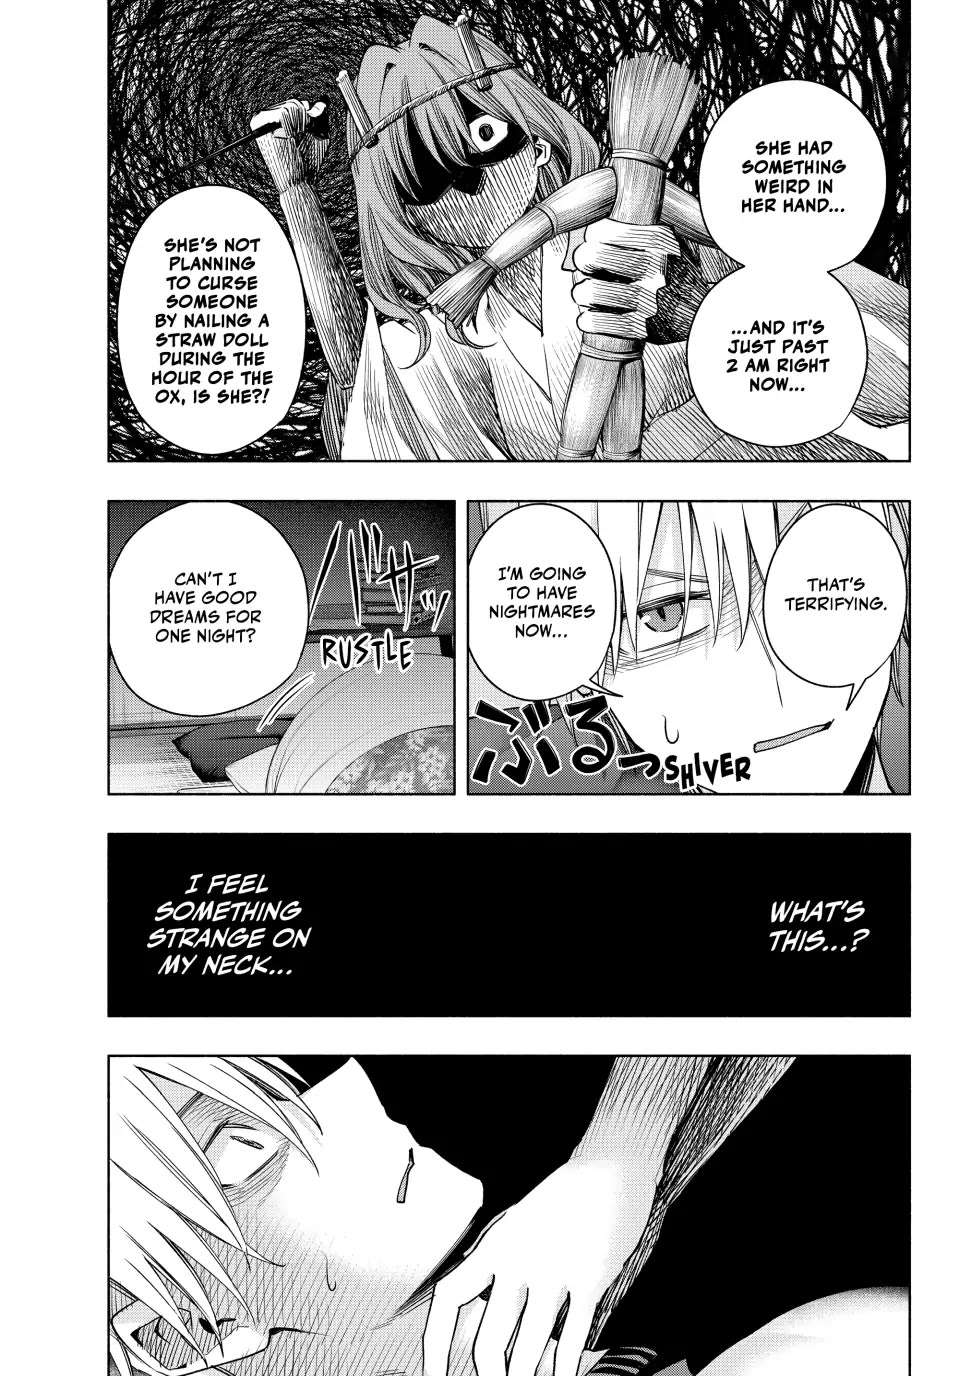 SHE HAD
SOMETHING
WEIRD IN
HER HAND...
...AND IT'S
JUST PAST
2 AM RIGHT
NOW...
SHE'S NOT
PLANNING
TO CURSE
SOMEONE
BY NAILING A
STRAW DOLL
DURING THE
HOUR OF THE
OX, IS SHE?!
THAT'S
TERRIFYING.
I'M GOING
TO HAVE
NIGHTMARES
NOW...
ぶるっ
SHIVER
CAN'T I
HAVE GOOD
DREAMS FOR
ONE NIGHT?
バサッ
RUSTLE
WHAT'S
THIS...?
I FEEL
SOMETHING
STRANGE ON
MY NECK...